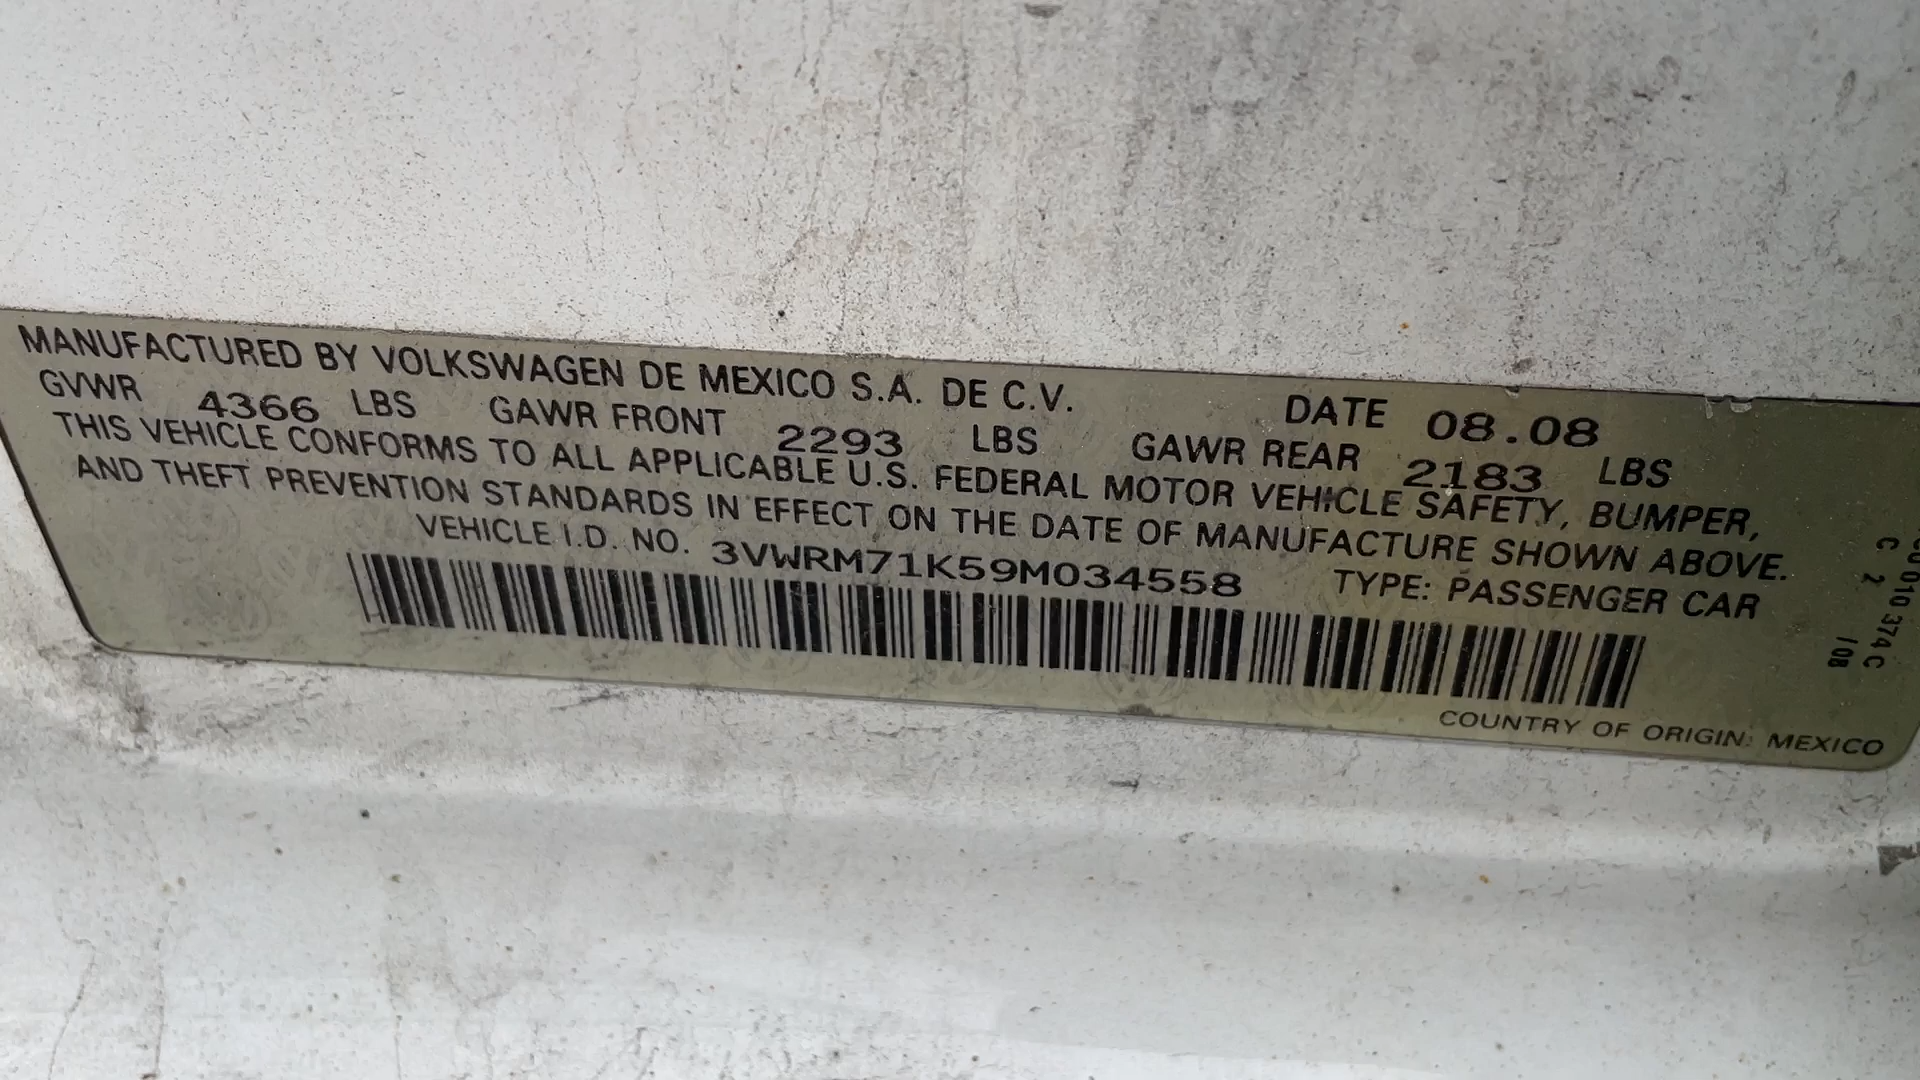 MANUFACTURED BY VOLKSWAGEN DE MEXICO S.A. DE C.V. DATE 08.08
GVWR 4366 LBS GAWR FRONT 2293 LBS GAWR REAR 2183 LBS
THIS VEHICLE CONFORMS TO ALL APPLICABLE U.S. FEDERAL MOTOR VEHICLE SAFETY, BUMPER,
AND THEFT PREVENTION STANDARDS IN EFFECT ON THE DATE OF MANUFACTURE SHOWN ABOVE.
VEHICLE I.D. NO. 3VWRM71K59M034558 TYPE: PASSENGER CAR
COUNTRY OF ORIGIN: MEXICO
C 2
/08